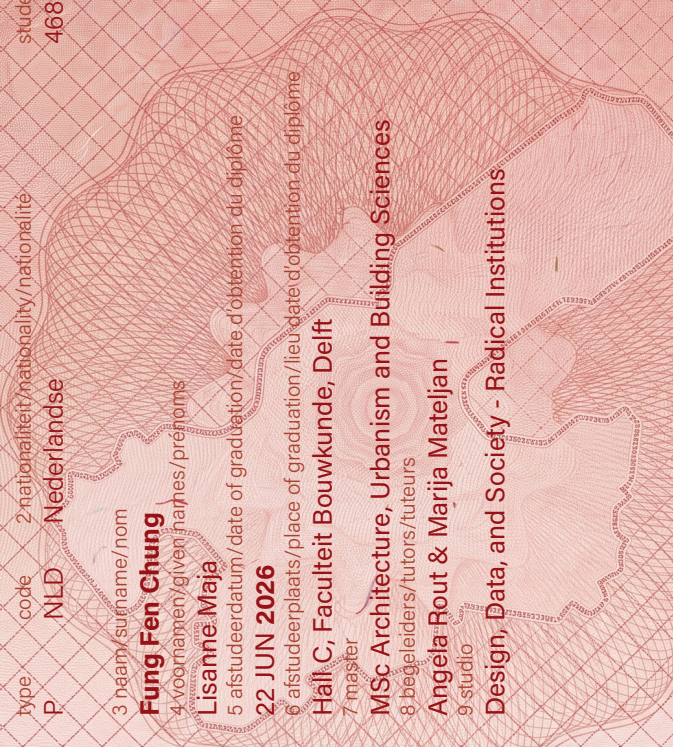 type code 2 nationaliteit/nationality/nationalite stude
P NLD Nederlandse 468
3 naam/surname/nom
Fung Fen Chung
4 voornamen/given names/prénoms
Lisanne Maja
5 afstudeerdatum/date of graduation/date d'obtention du diplôme
22 JUN 2026
6 afstudeerplaats/place of graduation/lieu date d'obtention du diplôme
Hall C, Faculteit Bouwkunde, Delft
7 master
MSc Architecture, Urbanism and Building Sciences
8 begeleiders/tutors/tuteurs
Angela Rout & Marija Mateljan
9 studio
Design, Data, and Society - Radical Institutions